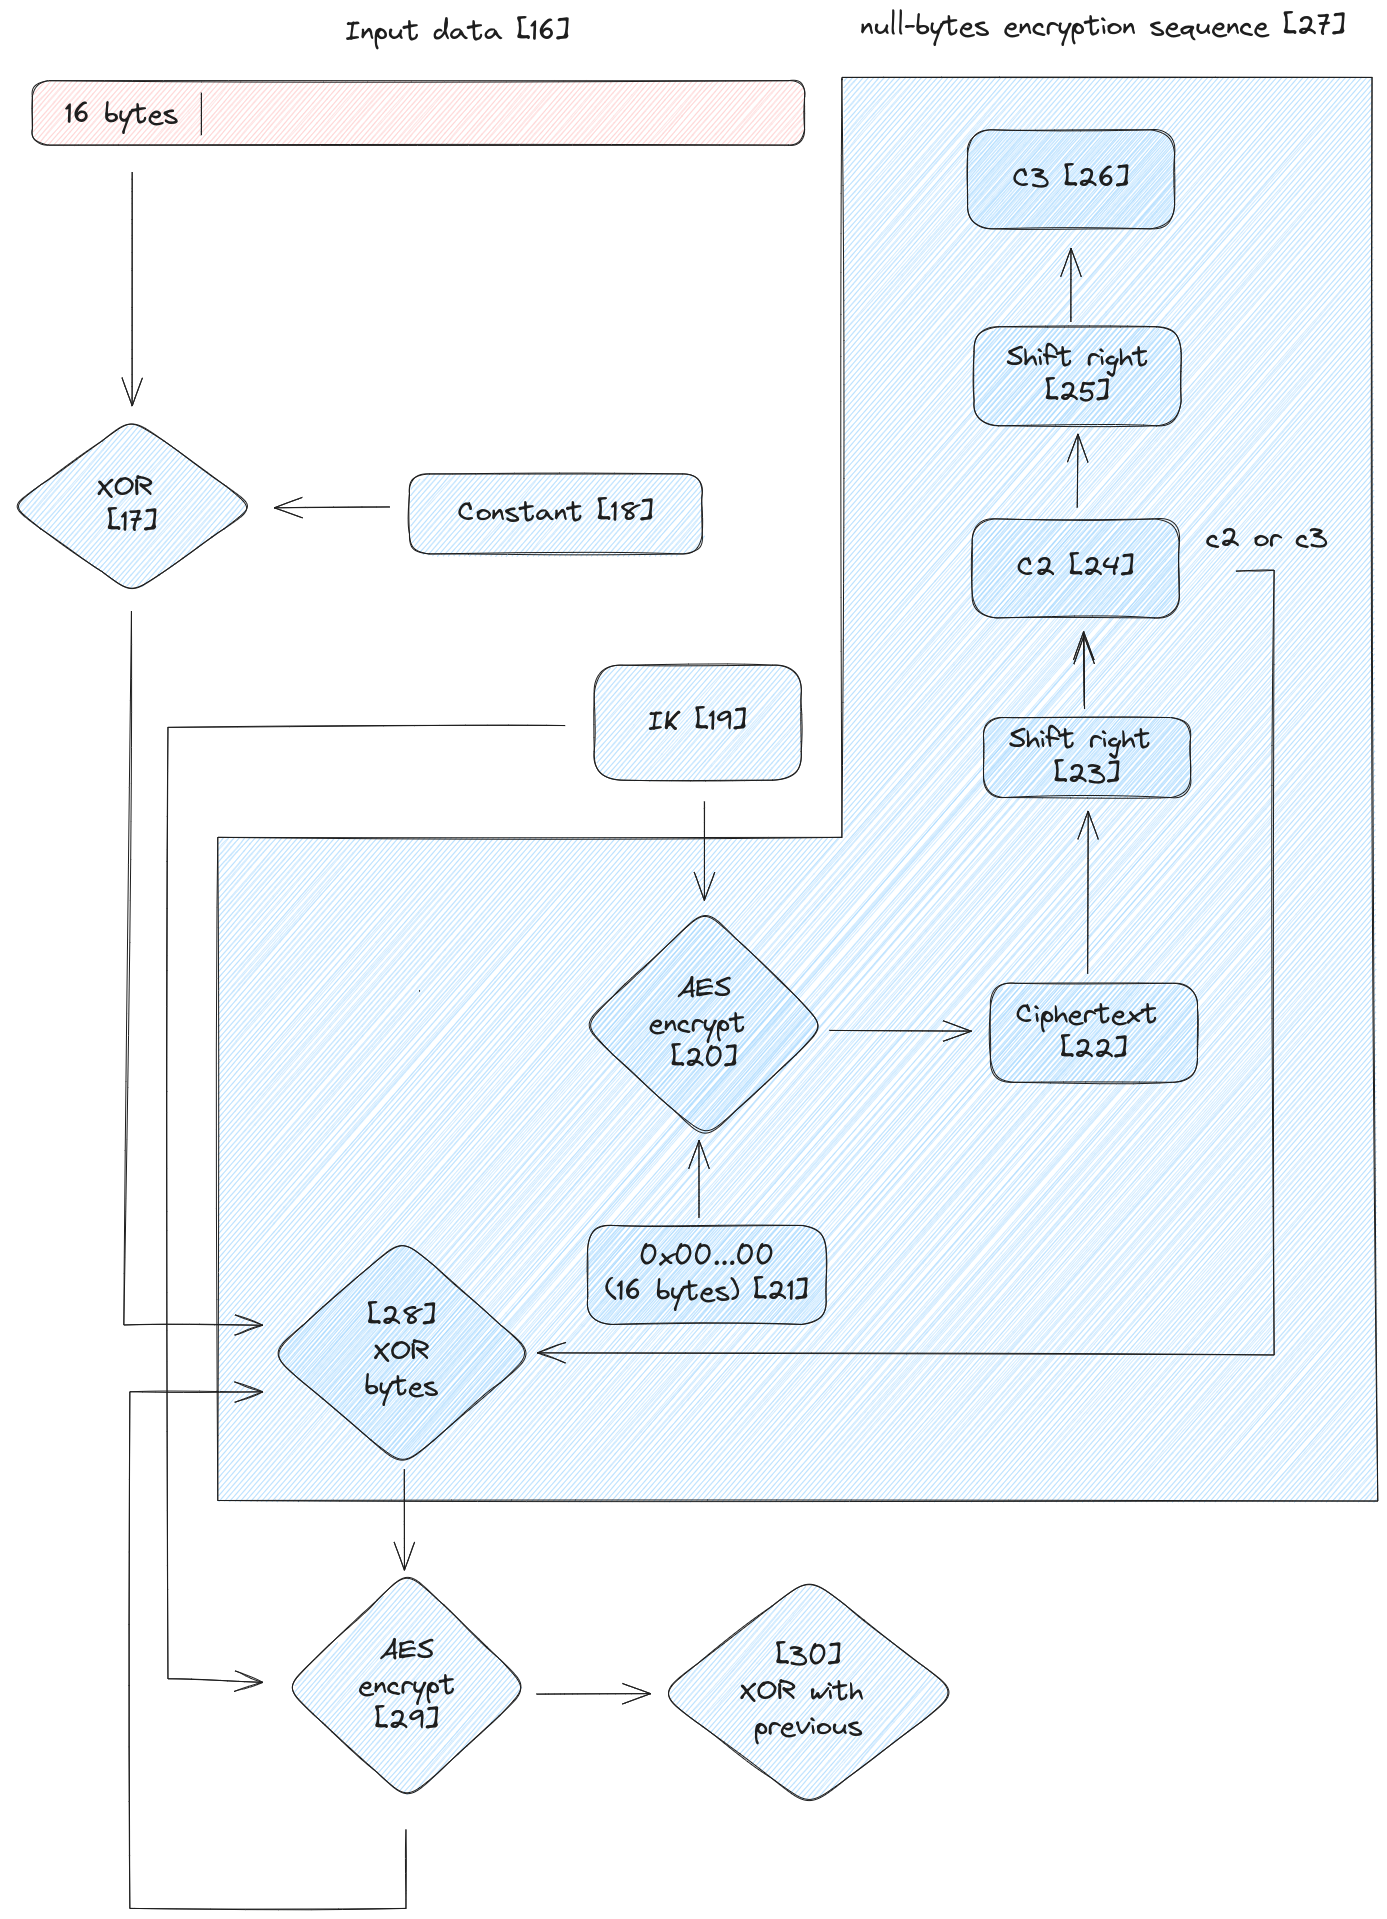 Input data [16]
null-bytes encryption sequence [27]
16 bytes
c3 [26]
Shift right
[25]
XOR
[17]
Constant [18]
c2 [24]
c2 or c3
IK [19]
Shift right
[23]
AES
encrypt
[20]
Ciphertext
[22]
0x00...00
(16 bytes) [21]
[28]
XOR
bytes
AES
encrypt
[29]
[30]
XOR with
previous